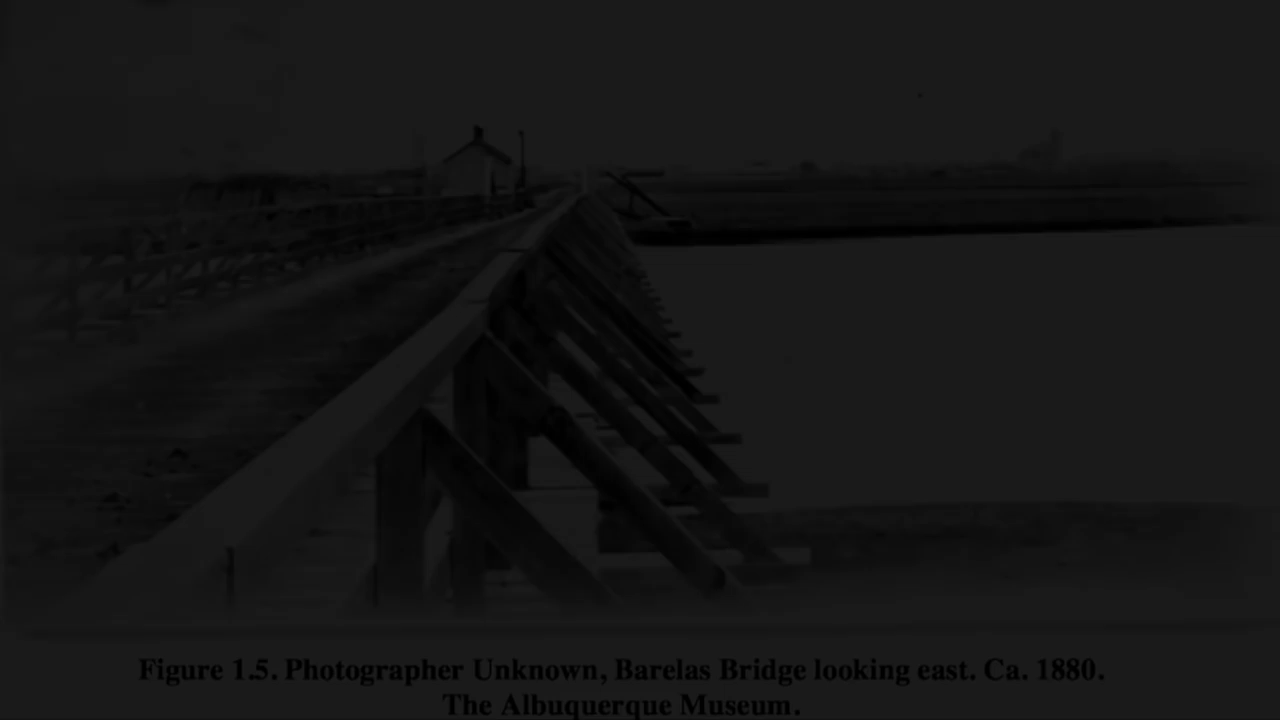 Figure 1.5. Photographer Unknown, Barelas Bridge looking east. Ca. 1880.
The Albuquerque Museum.